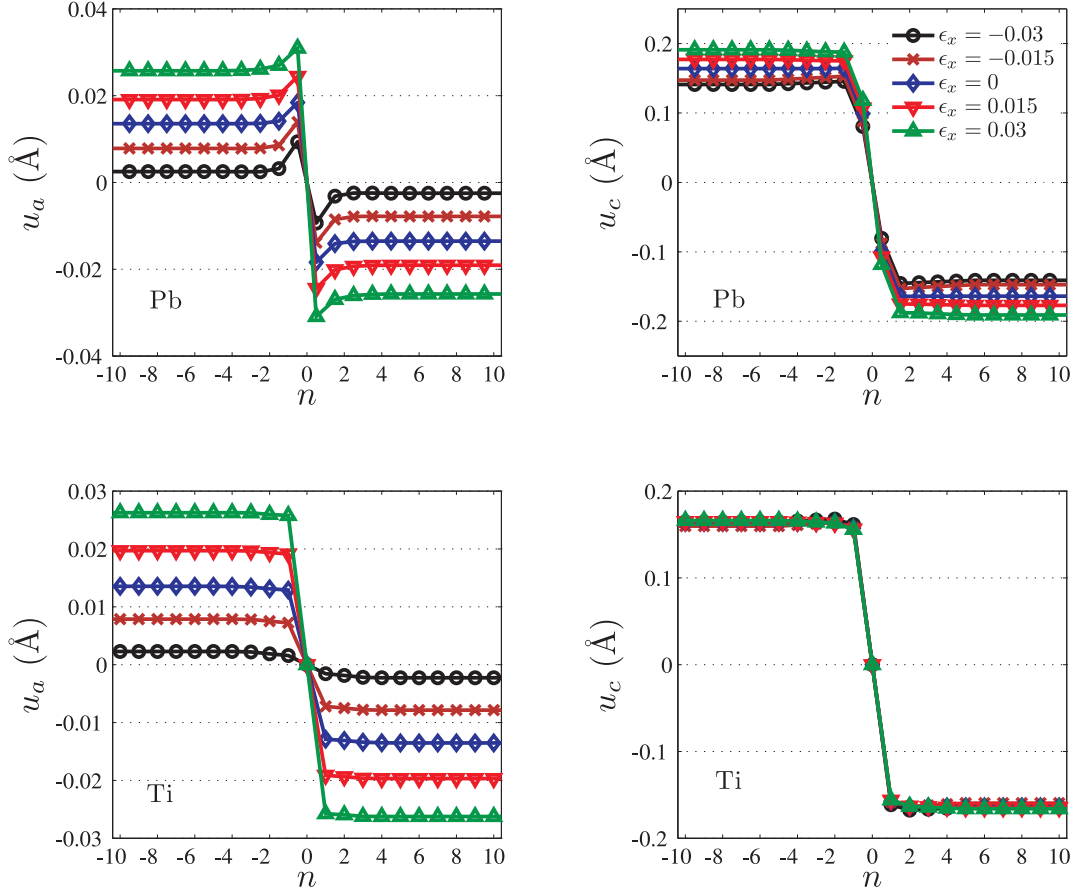 0.04
0.02
0
-0.02
0.04
u_a (Å)
Pb
-10 -8 -6 -4 -2 0 2 4 6 8 10
n
0.2
0.1
0
-0.1
-0.2
u_c (Å)
ϵ_x = −0.03
ϵ_x = −0.015
ϵ_x = 0
ϵ_x = 0.015
ϵ_x = 0.03
Pb
-10 -8 -6 -4 -2 0 2 4 6 8 10
n
0.03
0.02
0.01
0
-0.01
-0.02
-0.03
u_a (Å)
Ti
-10 -8 -6 -4 -2 0 2 4 6 8 10
n
0.2
0.1
0
-0.1
-0.2
u_c (Å)
Ti
-10 -8 -6 -4 -2 0 2 4 6 8 10
n